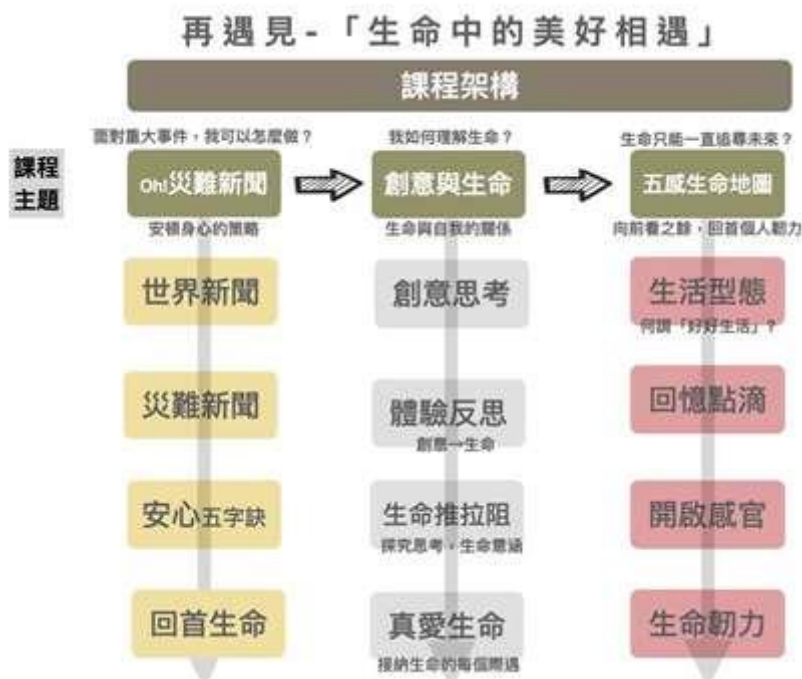 再遇見-「生命中的美好相遇」
課程架構
面對重大事件，我可以怎麼做？
我如何理解生命？
生命只能一直追尋未來？
課程
主題
Oh!災難新聞
創意與生命
五感生命地圖
安頓身心的策略
生命與自我的關係
向前看之餘，回首個人韌力
世界新聞
創意思考
生活型態
何謂「好好生活」？
災難新聞
體驗反思
創意→生命
回憶點滴
安心五字訣
生命推拉阻
探究思考，生命意涵
開啟感官
回首生命
真愛生命
接納生命的每個際遇
生命韌力